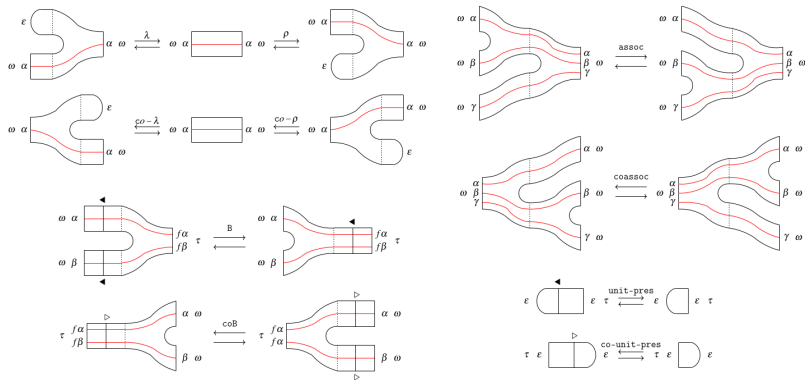 ε λ ρ
ω α α ω ω α α ω ω α α ω
ε
ε
ω α co−λ ω α α ω co−ρ ω α α ω
α ω
ε
◀
ω α fα τ B ω α ◀ fα τ
ω β fβ ω β fβ
◀
▷
τ fα α ω coB τ fα ▷ α ω
fβ β ω fα β ω
▷
ω α ω α
assoc
ω β α β γ ω ω β α β γ ω
ω γ ω γ
α ω α ω
coassoc
ω α β γ β ω ω α β γ β ω
γ ω γ ω
◀ unit-pres
ε ε τ ε ε τ
▷ co-unit-pres
τ ε ε τ ε ε